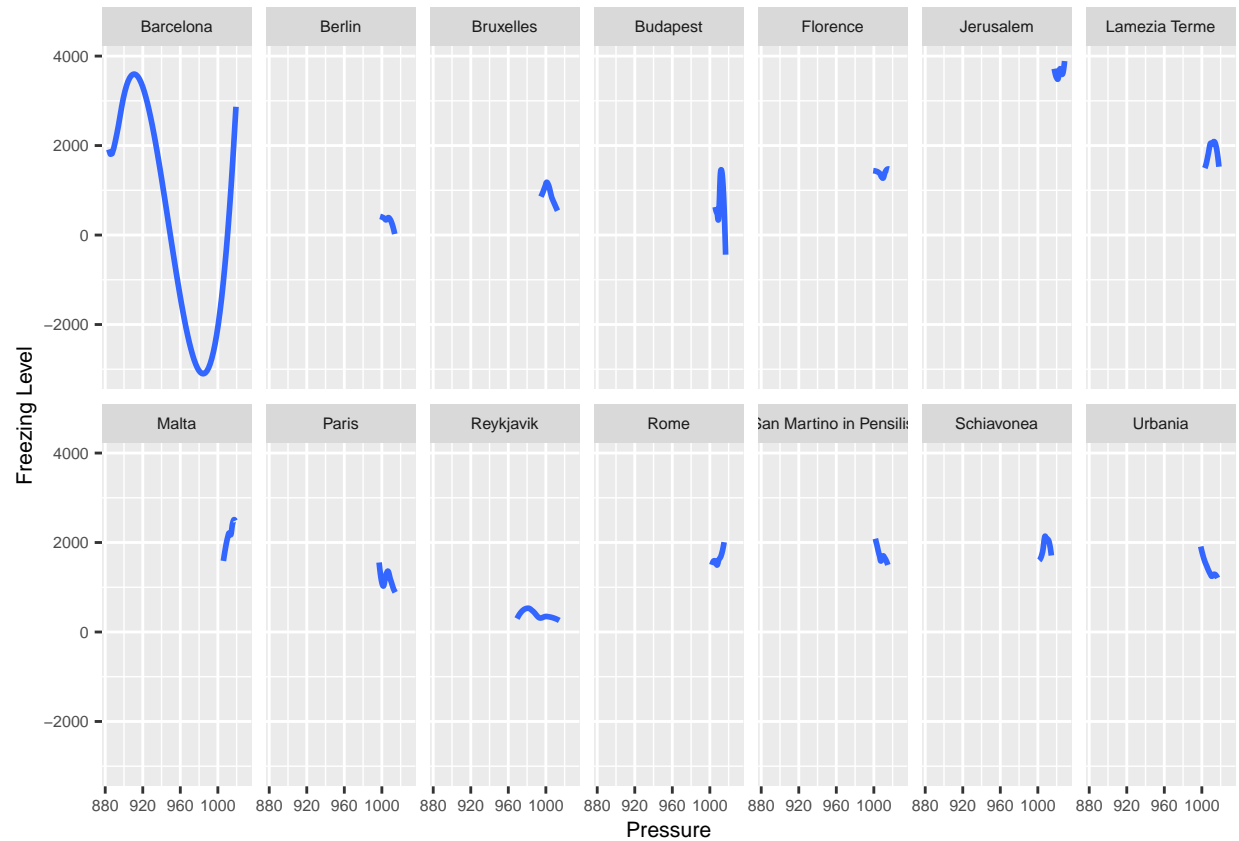 Barcelona Berlin Bruxelles Budapest Florence Jerusalem Lamezia Terme
4000
2000
0
−2000
Freezing Level
Malta Paris Reykjavik Rome San Martino in Pensilis Schiavonea Urbania
4000
2000
0
−2000
880 920 960 1000 880 920 960 1000 880 920 960 1000 880 920 960 1000 880 920 960 1000 880 920 960 1000 880 920 960 1000
Pressure